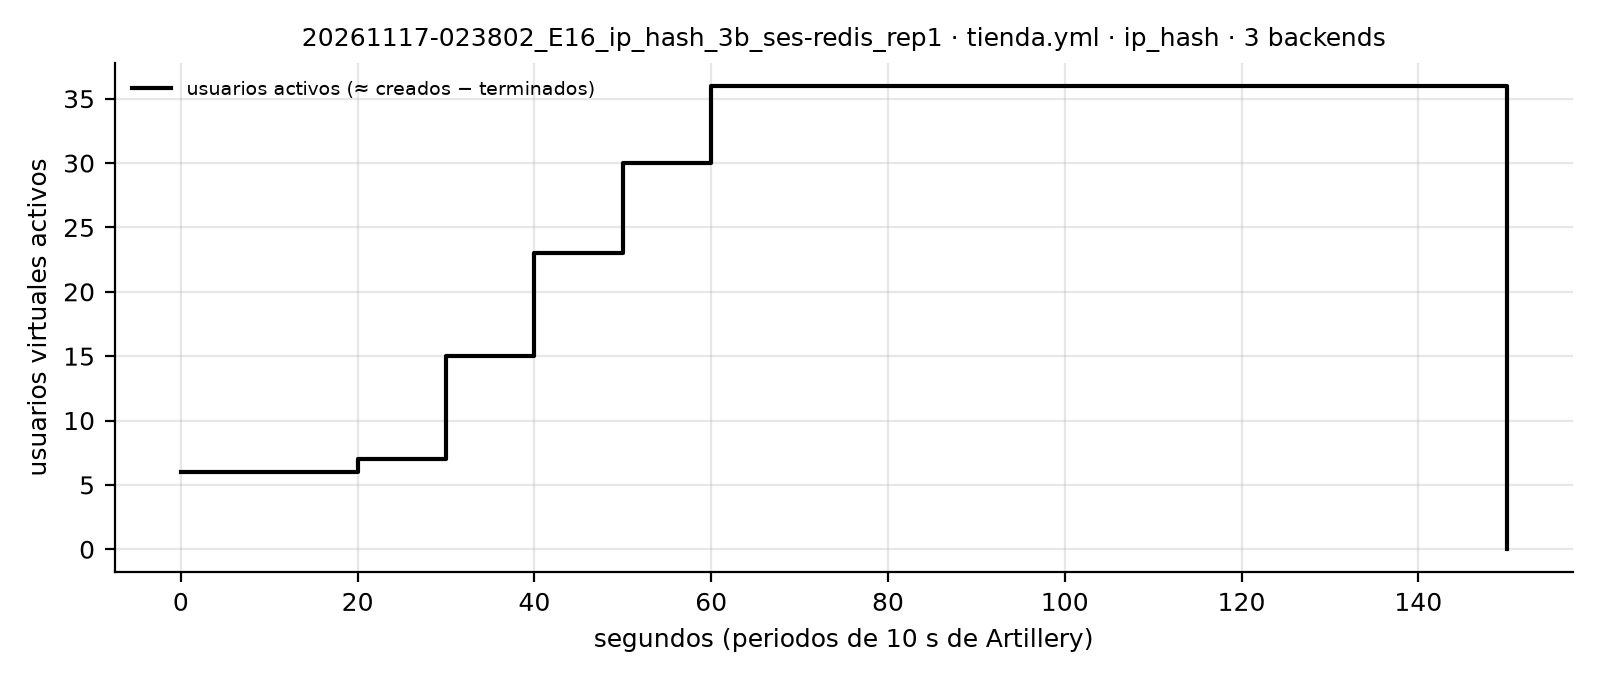 20261117-023802_E16_ip_hash_3b_ses-redis_rep1 · tienda.yml · ip_hash · 3 backends
usuarios activos (≈ creados − terminados)
usuarios virtuales activos
35
30
25
20
15
10
5
0
0 20 40 60 80 100 120 140
segundos (periodos de 10 s de Artillery)